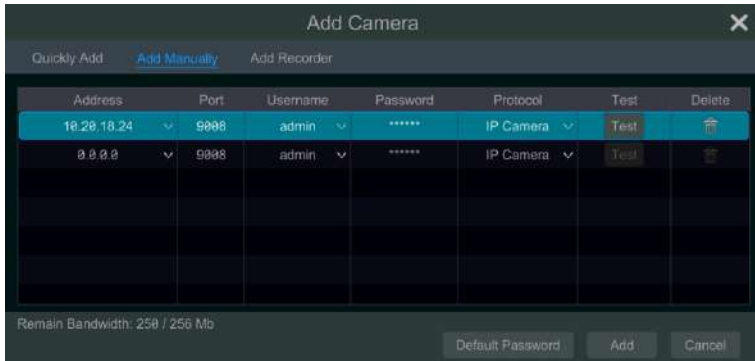 Add Camera
Quickly Add Add Manually Add Recorder
Address Port Username Password Protocol Test Delete
10.20.18.24 9008 admin ****** IP Camera Test
0.0.0.0 9008 admin ****** IP Camera Test
Remain Bandwidth: 250 / 256 Mb
Default Password Add Cancel